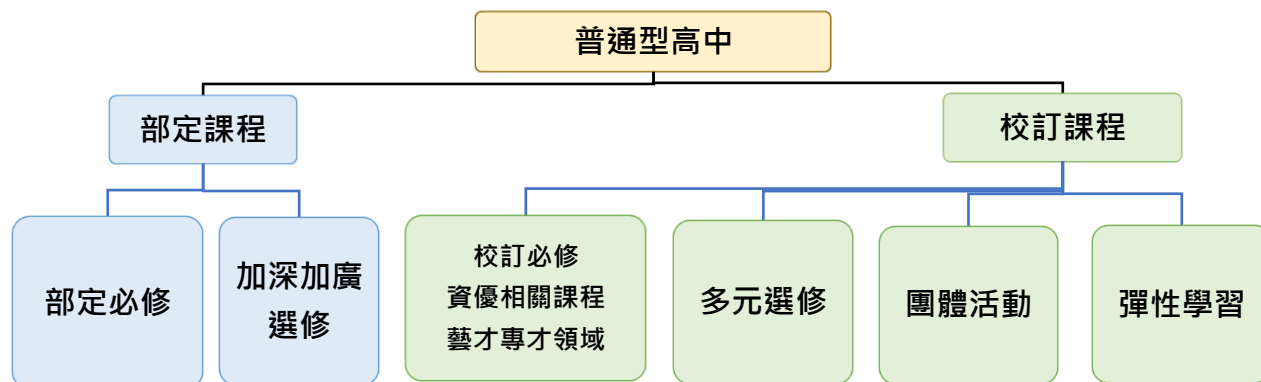 普通型高中
部定課程
校訂課程
部定必修
加深加廣
選修
校訂必修
資優相關課程
藝才專才領域
多元選修
團體活動
彈性學習